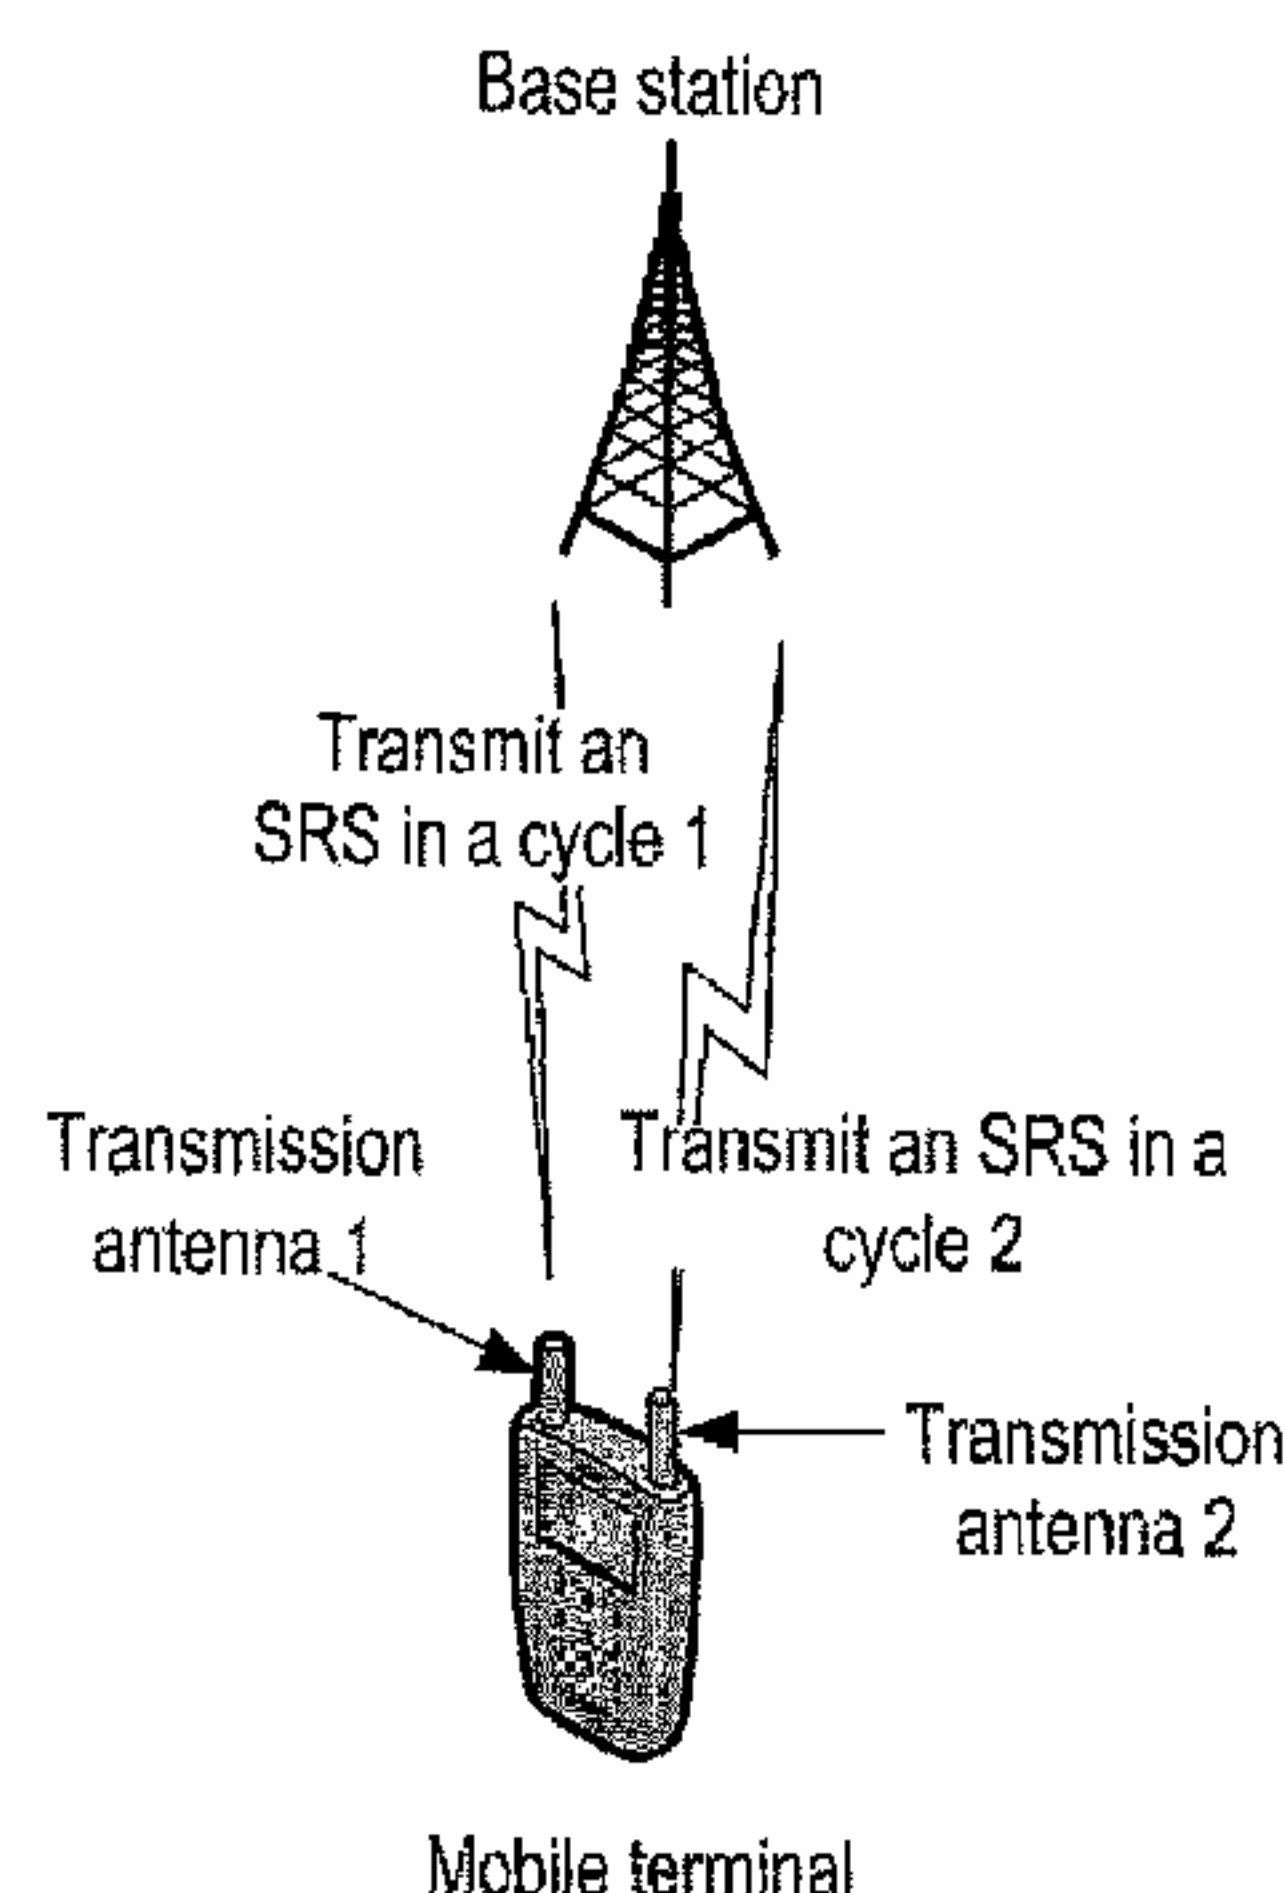 Base station
Transmit an
SRS in a cycle 1
Transmission
antenna 1
Transmit an SRS in a
cycle 2
Transmission
antenna 2
Mobile terminal